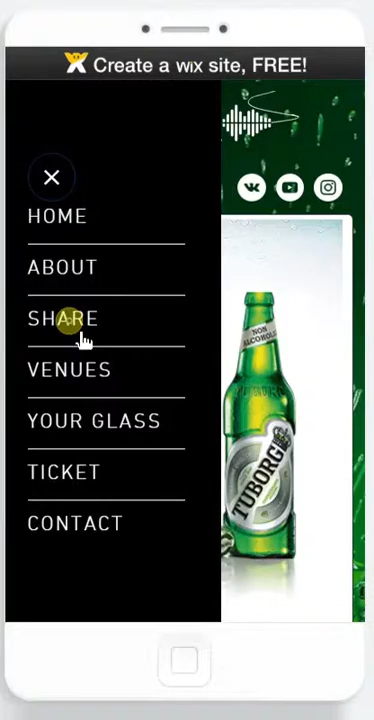 Create a WiX site, FREE!
HOME
ABOUT
SHARE
VENUES
YOUR GLASS
TICKET
CONTACT
NON
ALCOHOLIC
TUBORG